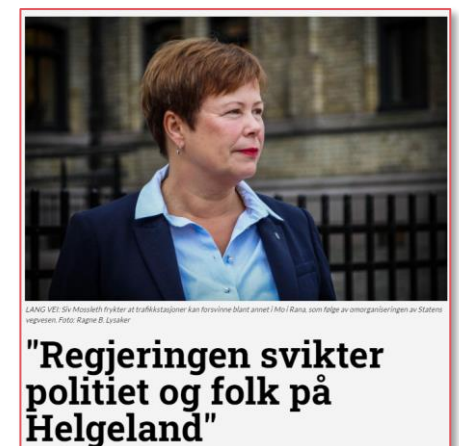 LANG VEI: Siv Mossleth frykter at trafikkstasjoner kan forsvinne blant annet i Mo i Rana, som følge av omorganiseringen av Statens
vegvesen. Foto: Ragne B. Lysaker
"Regjeringen svikter
politiet og folk på
Helgeland"